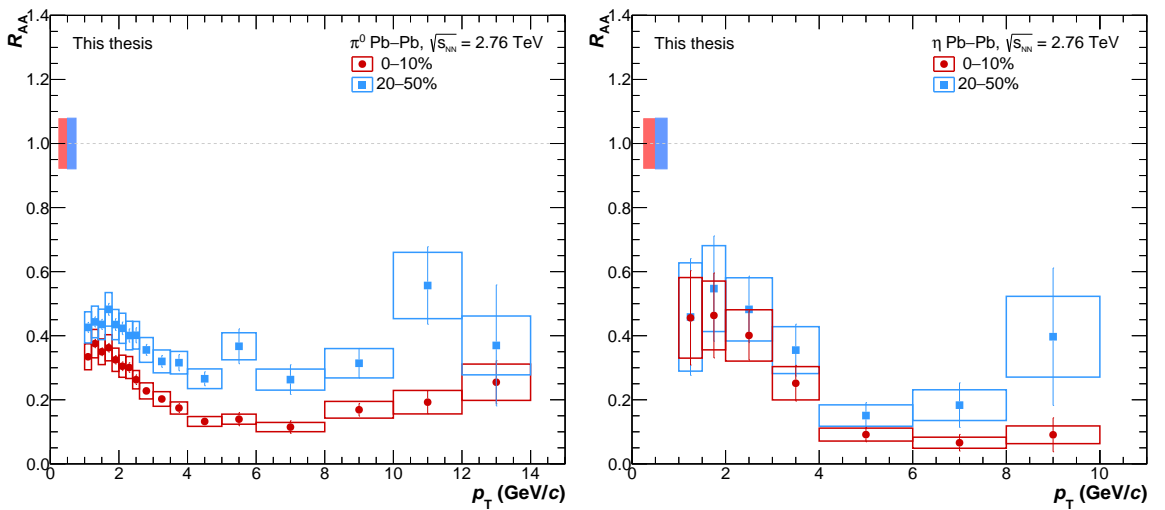 R_AA
1.4
1.2
1.0
0.8
0.6
0.4
0.2
0.0
This thesis
π⁰ Pb–Pb, √s_NN = 2.76 TeV
0–10%
20–50%
0 2 4 6 8 10 12 14
p_T (GeV/c)
R_AA
1.4
1.2
1.0
0.8
0.6
0.4
0.2
0.0
This thesis
η Pb–Pb, √s_NN = 2.76 TeV
0–10%
20–50%
0 2 4 6 8 10
p_T (GeV/c)